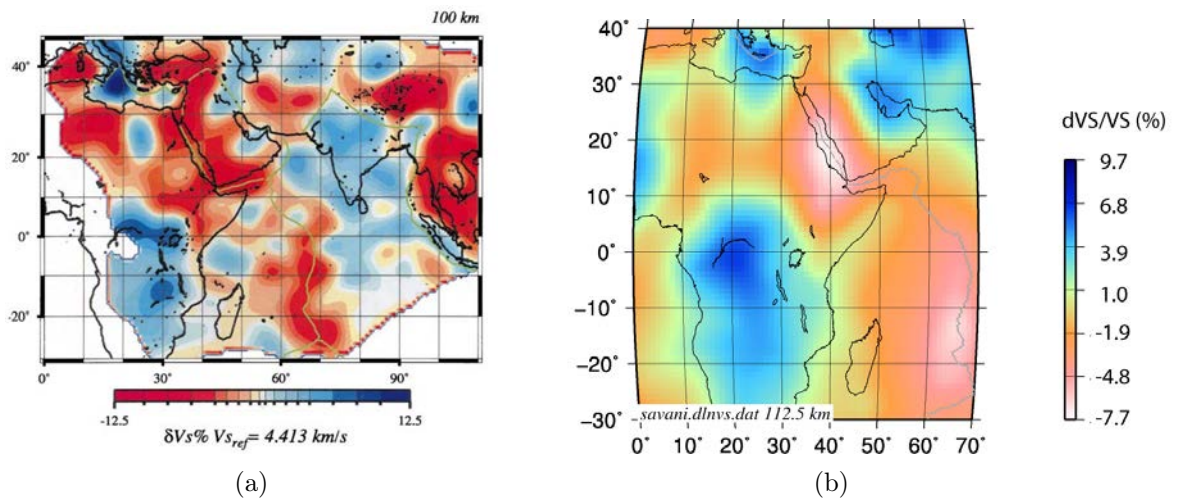 100 km
40°
20°
0°
-20°
0° 30° 60° 90°
-12.5 12.5
δVs% Vs_ref= 4.413 km/s
(a)
40°
30°
20°
10°
0°
−10°
−20°
−30°
savani.dlnvs.dat 112.5 km
0° 10° 20° 30° 40° 50° 60° 70°
dVS/VS (%)
9.7
6.8
3.9
1.0
-1.9
-4.8
-7.7
(b)